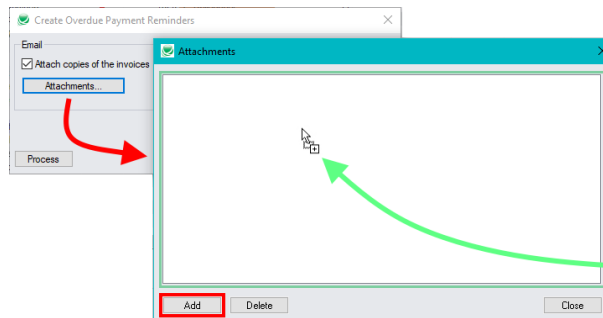 Create Overdue Payment Reminders
Email
Attach copies of the invoices
Attachments...
Process
Attachments
Add
Delete
Close